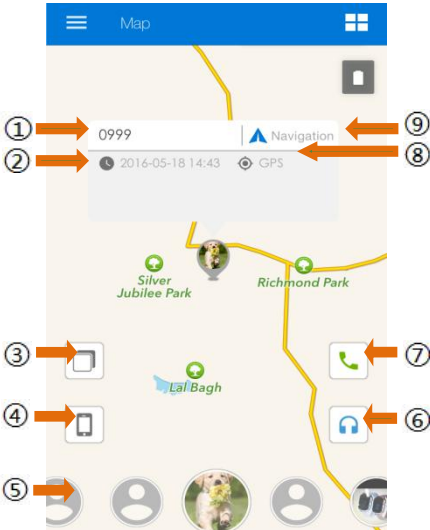 Map
① 0999 Navigation ⑨
⑧
② 2016-05-18 14:43 GPS
Silver
Jubilee Park
Richmond Park
③ ⑦
Lal Bagh
④ ⑥
⑤